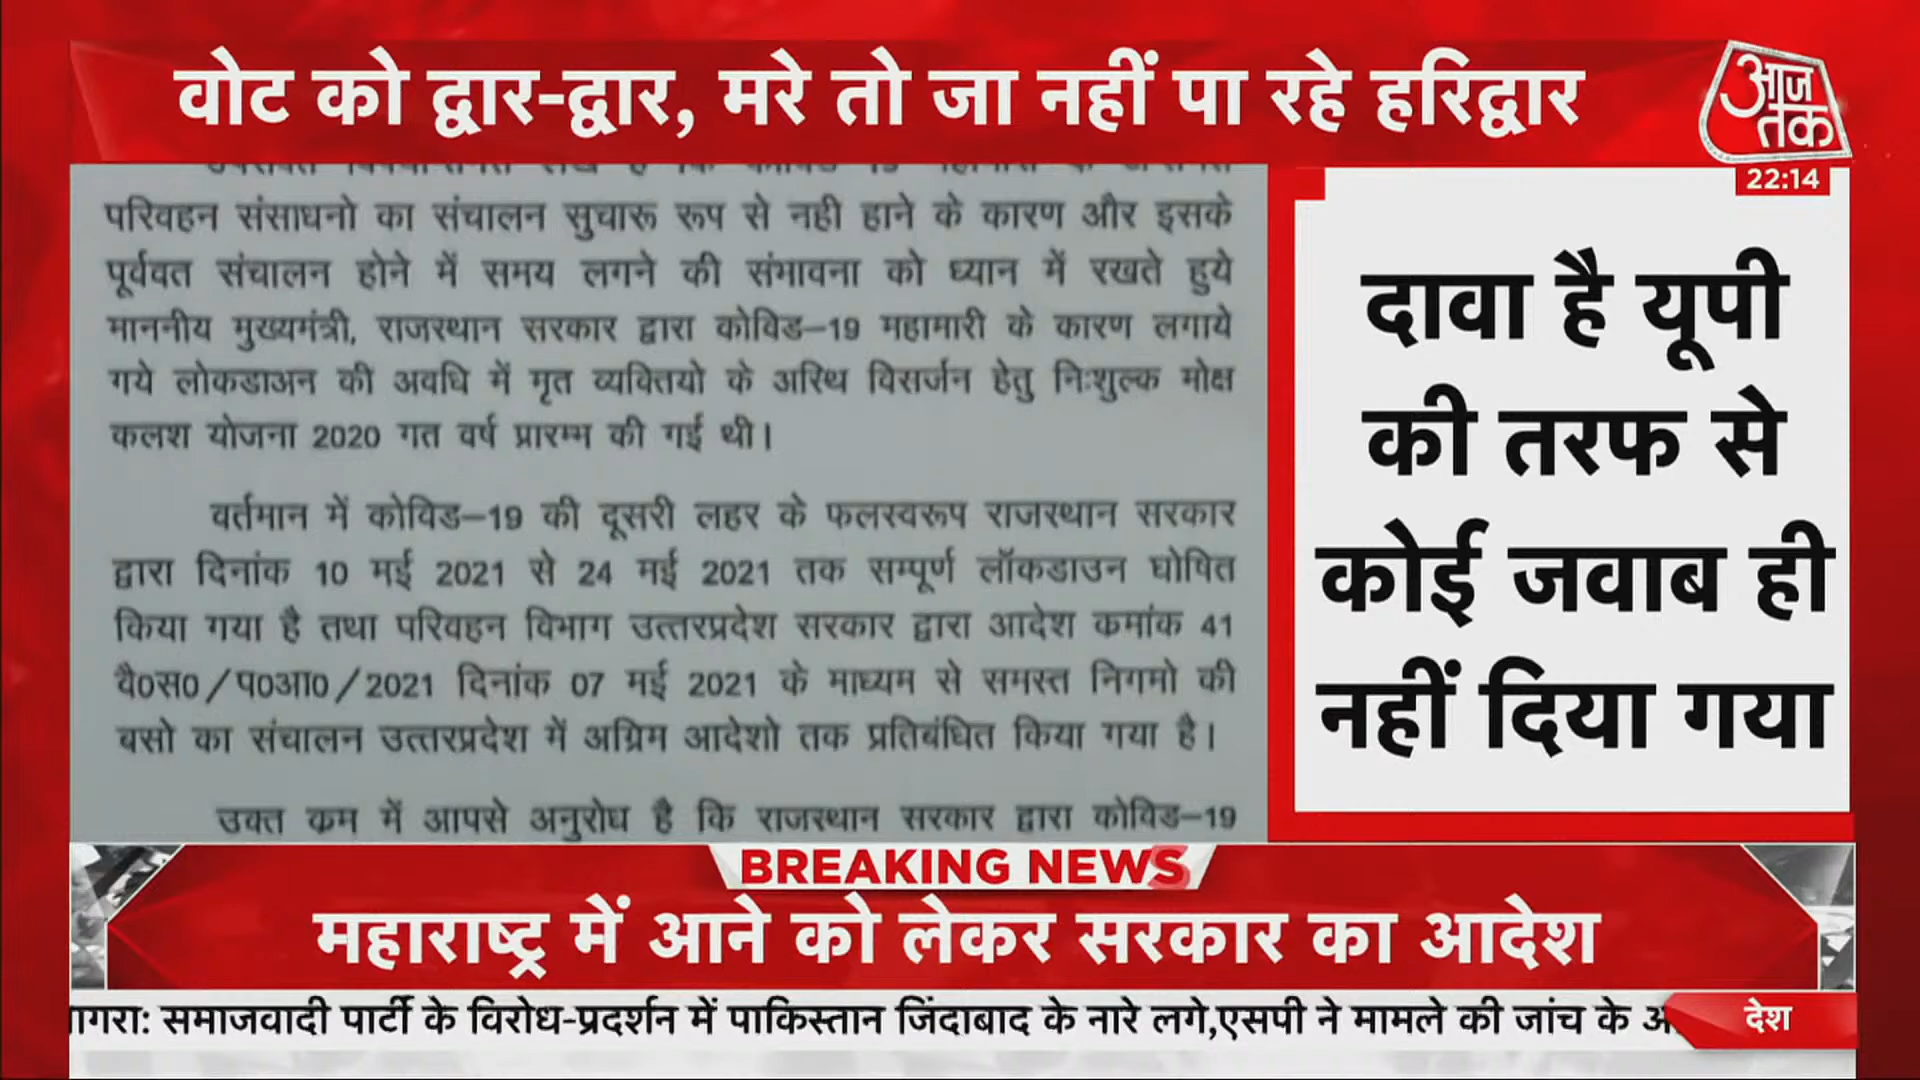 वोट को द्वार-द्वार, मरे तो जा नहीं पा रहे हरिद्वार
आज
तक
22:14
परिवहन संसाधनो का संचालन सुचारू रूप से नही हाने के कारण और इसके
पूर्ववत संचालन होने में समय लगने की संभावना को ध्यान में रखते हुये
माननीय मुख्यमंत्री, राजस्थान सरकार द्वारा कोविड–19 महामारी के कारण लगाये
गये लोकडाअन की अवधि में मृत व्यक्तियो के अस्थि विसर्जन हेतु निःशुल्क मोक्ष
कलश योजना 2020 गत वर्ष प्रारम्भ की गई थी।
वर्तमान में कोविड–19 की दूसरी लहर के फलस्वरूप राजस्थान सरकार
द्वारा दिनांक 10 मई 2021 से 24 मई 2021 तक सम्पूर्ण लॉकडाउन घोषित
किया गया है तथा परिवहन विभाग उत्तरप्रदेश सरकार द्वारा आदेश कमांक 41
वै0स0/प0आ0/2021 दिनांक 07 मई 2021 के माध्यम से समस्त निगमो की
बसो का संचालन उत्तरप्रदेश में अग्रिम आदेशो तक प्रतिबंधित किया गया है।
उक्त कम में आपसे अनुरोध है कि राजस्थान सरकार द्वारा कोविड–19
दावा है यूपी
की तरफ से
कोई जवाब ही
नहीं दिया गया
BREAKING NEWS
महाराष्ट्र में आने को लेकर सरकार का आदेश
ागरा: समाजवादी पार्टी के विरोध-प्रदर्शन में पाकिस्तान जिंदाबाद के नारे लगे,एसपी ने मामले की जांच के
देश